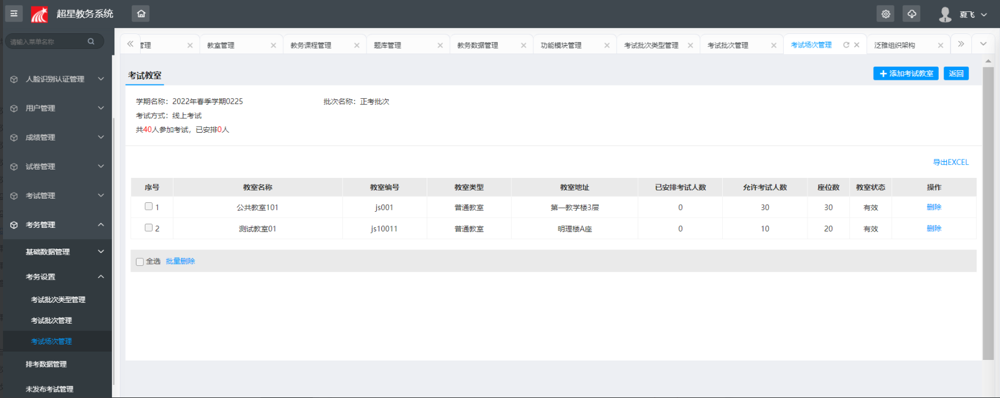 超星教务系统
夏飞
请输入菜单名称
管理
教室管理
教务课程管理
题库管理
教务数据管理
功能模块管理
考试批次类型管理
考试批次管理
考试场次管理
泛雅组织架构
人脸识别认证管理
用户管理
成绩管理
试卷管理
考试管理
考务管理
基础数据管理
考务设置
考试批次类型管理
考试批次管理
考试场次管理
排考数据管理
未发布考试管理
考试教室
+ 添加考试教室 返回
学期名称：2022年春季学期0225 批次名称：正考批次
考试方式：线上考试
共40人参加考试，已安排0人
导出EXCEL
序号 教室名称 教室编号 教室类型 教室地址 已安排考试人数 允许考试人数 座位数 教室状态 操作
1 公共教室101 js001 普通教室 第一教学楼3层 0 30 30 有效 删除
2 测试教室01 js10011 普通教室 明理楼A座 0 10 20 有效 删除
全选 批量删除